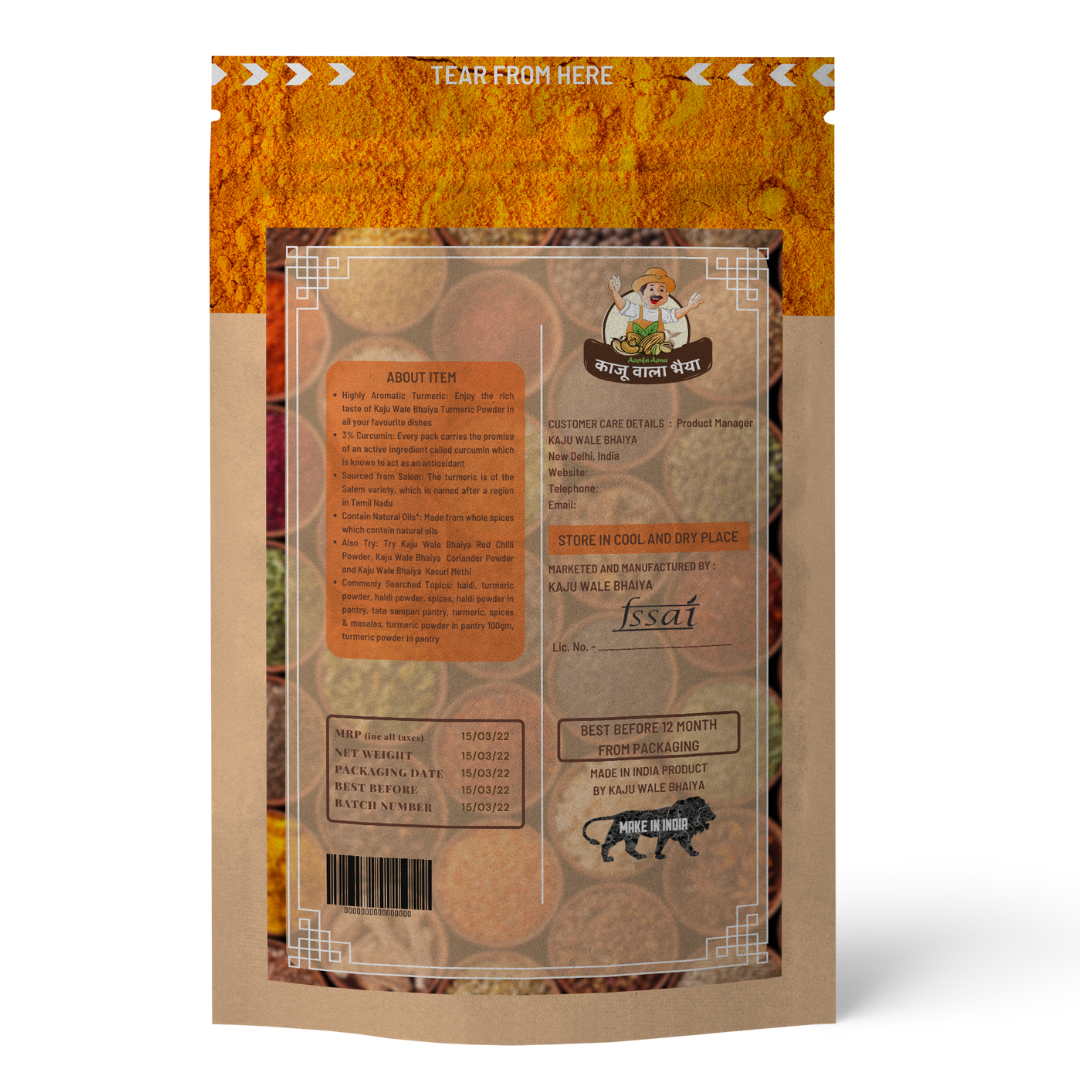 TEAR FROM HERE
Aapka Apna
काजू वाला भैया
ABOUT ITEM
• Highly Aromatic Turmeric: Enjoy the rich
taste of Kaju Wale Bhaiya Turmeric Powder in
all your favourite dishes
• 3% Curcumin: Every pack carries the promise
of an active ingredient called curcumin which
is known to act as an antioxidant
• Sourced from Salem: The turmeric is of the
Salem variety, which is named after a region
in Tamil Nadu
• Contain Natural Oils*: Made from whole spices
which contain natural oils
• Also Try: Try Kaju Wale Bhaiya Red Chilli
Powder, Kaju Wale Bhaiya Coriander Powder
and Kaju Wale Bhaiya Kasuri Methi
• Commonly Searched Topics: haldi, turmeric
powder, haldi powder, spices, haldi powder in
pantry, tata sampan pantry, turmeric, spices
& masalas, turmeric powder in pantry 100gm,
turmeric powder in pantry
MRP (inc all taxes) 15/03/22
NET WEIGHT 15/03/22
PACKAGING DATE 15/03/22
BEST BEFORE 15/03/22
BATCH NUMBER 15/03/22
CUSTOMER CARE DETAILS : Product Manager
KAJU WALE BHAIYA
New Delhi, India
Website:
Telephone:
Email:
STORE IN COOL AND DRY PLACE
MARKETED AND MANUFACTURED BY :
KAJU WALE BHAIYA
fssai
Lic. No. - ______________________
BEST BEFORE 12 MONTH
FROM PACKAGING
MADE IN INDIA PRODUCT
BY KAJU WALE BHAIYA
MAKE IN INDIA